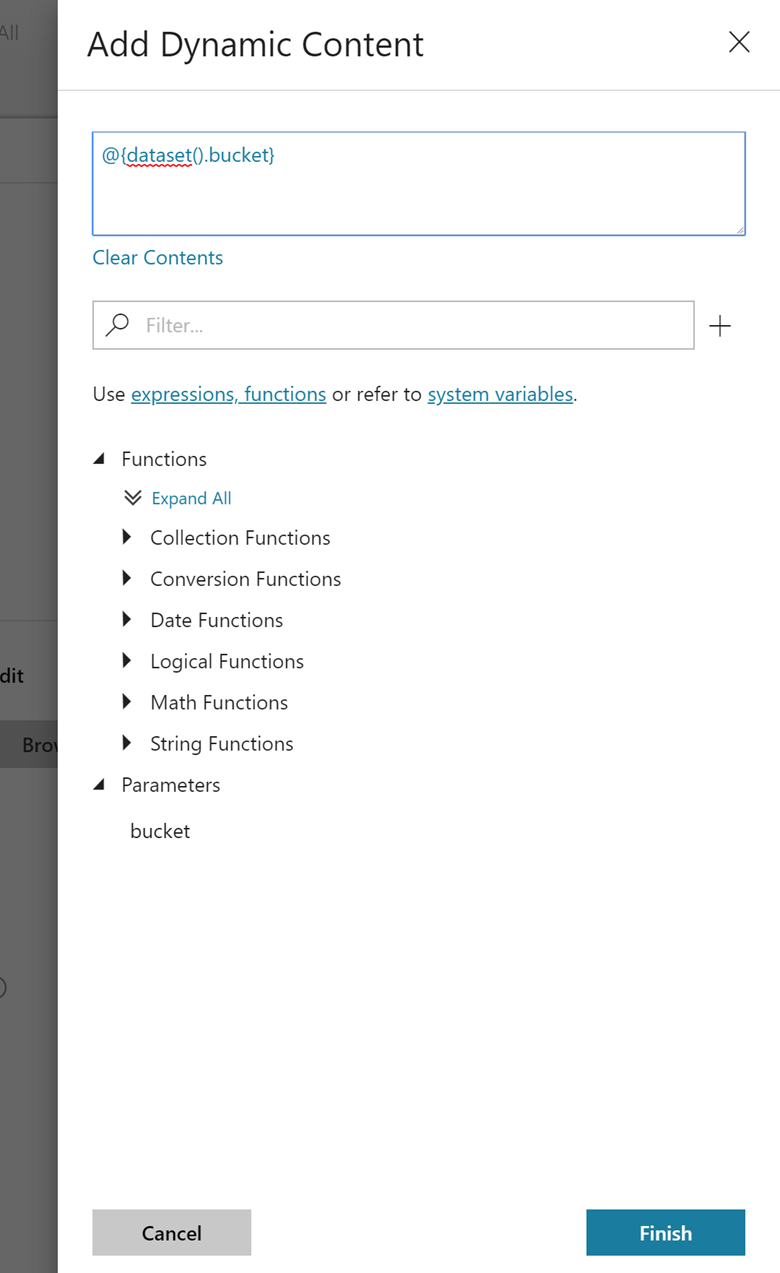 All
Add Dynamic Content
@{dataset().bucket}
Clear Contents
Filter...
Use expressions, functions or refer to system variables.
Functions
Expand All
Collection Functions
Conversion Functions
Date Functions
Logical Functions
dit
Math Functions
Brow
String Functions
Parameters
bucket
Cancel
Finish